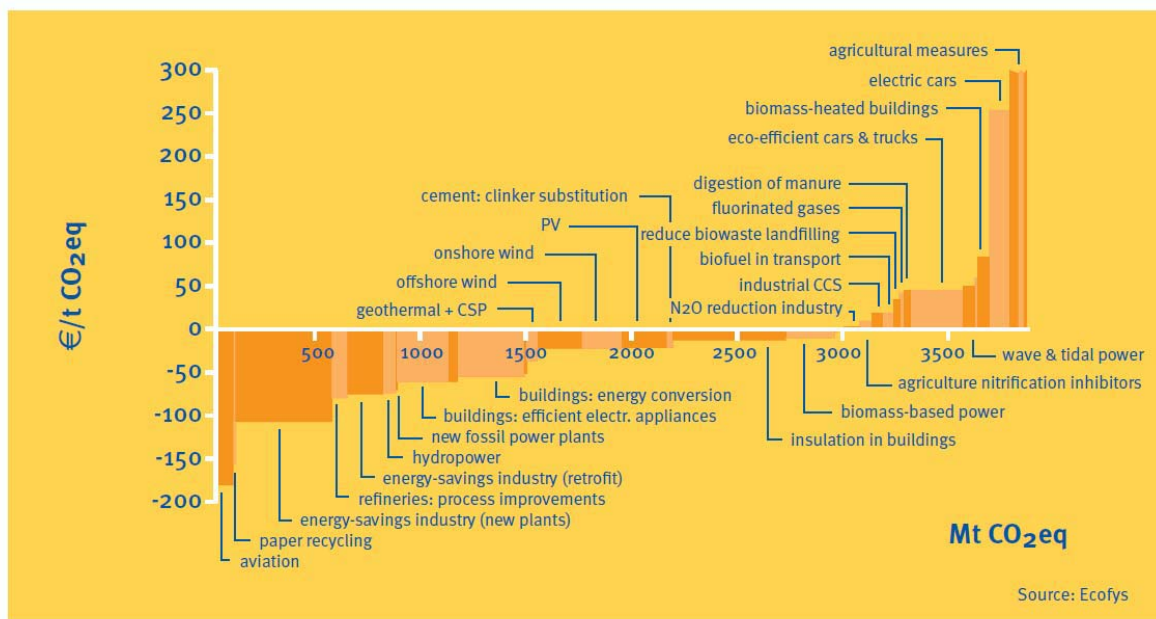 agricultural measures
300
electric cars
250
biomass-heated buildings
200
eco-efficient cars & trucks
150
digestion of manure
cement: clinker substitution
fluorinated gases
100
PV
reduce biowaste landfilling
onshore wind
biofuel in transport
50
offshore wind
industrial CCS
geothermal + CSP
N2O reduction industry
0
500 1000 1500 2000 2500 3000 3500
wave & tidal power
-50
agriculture nitrification inhibitors
buildings: energy conversion
biomass-based power
-100
buildings: efficient electr. appliances
new fossil power plants
insulation in buildings
hydropower
-150
energy-savings industry (retrofit)
refineries: process improvements
-200
energy-savings industry (new plants)
paper recycling
aviation
€/t CO2eq
Mt CO2eq
Source: Ecofys